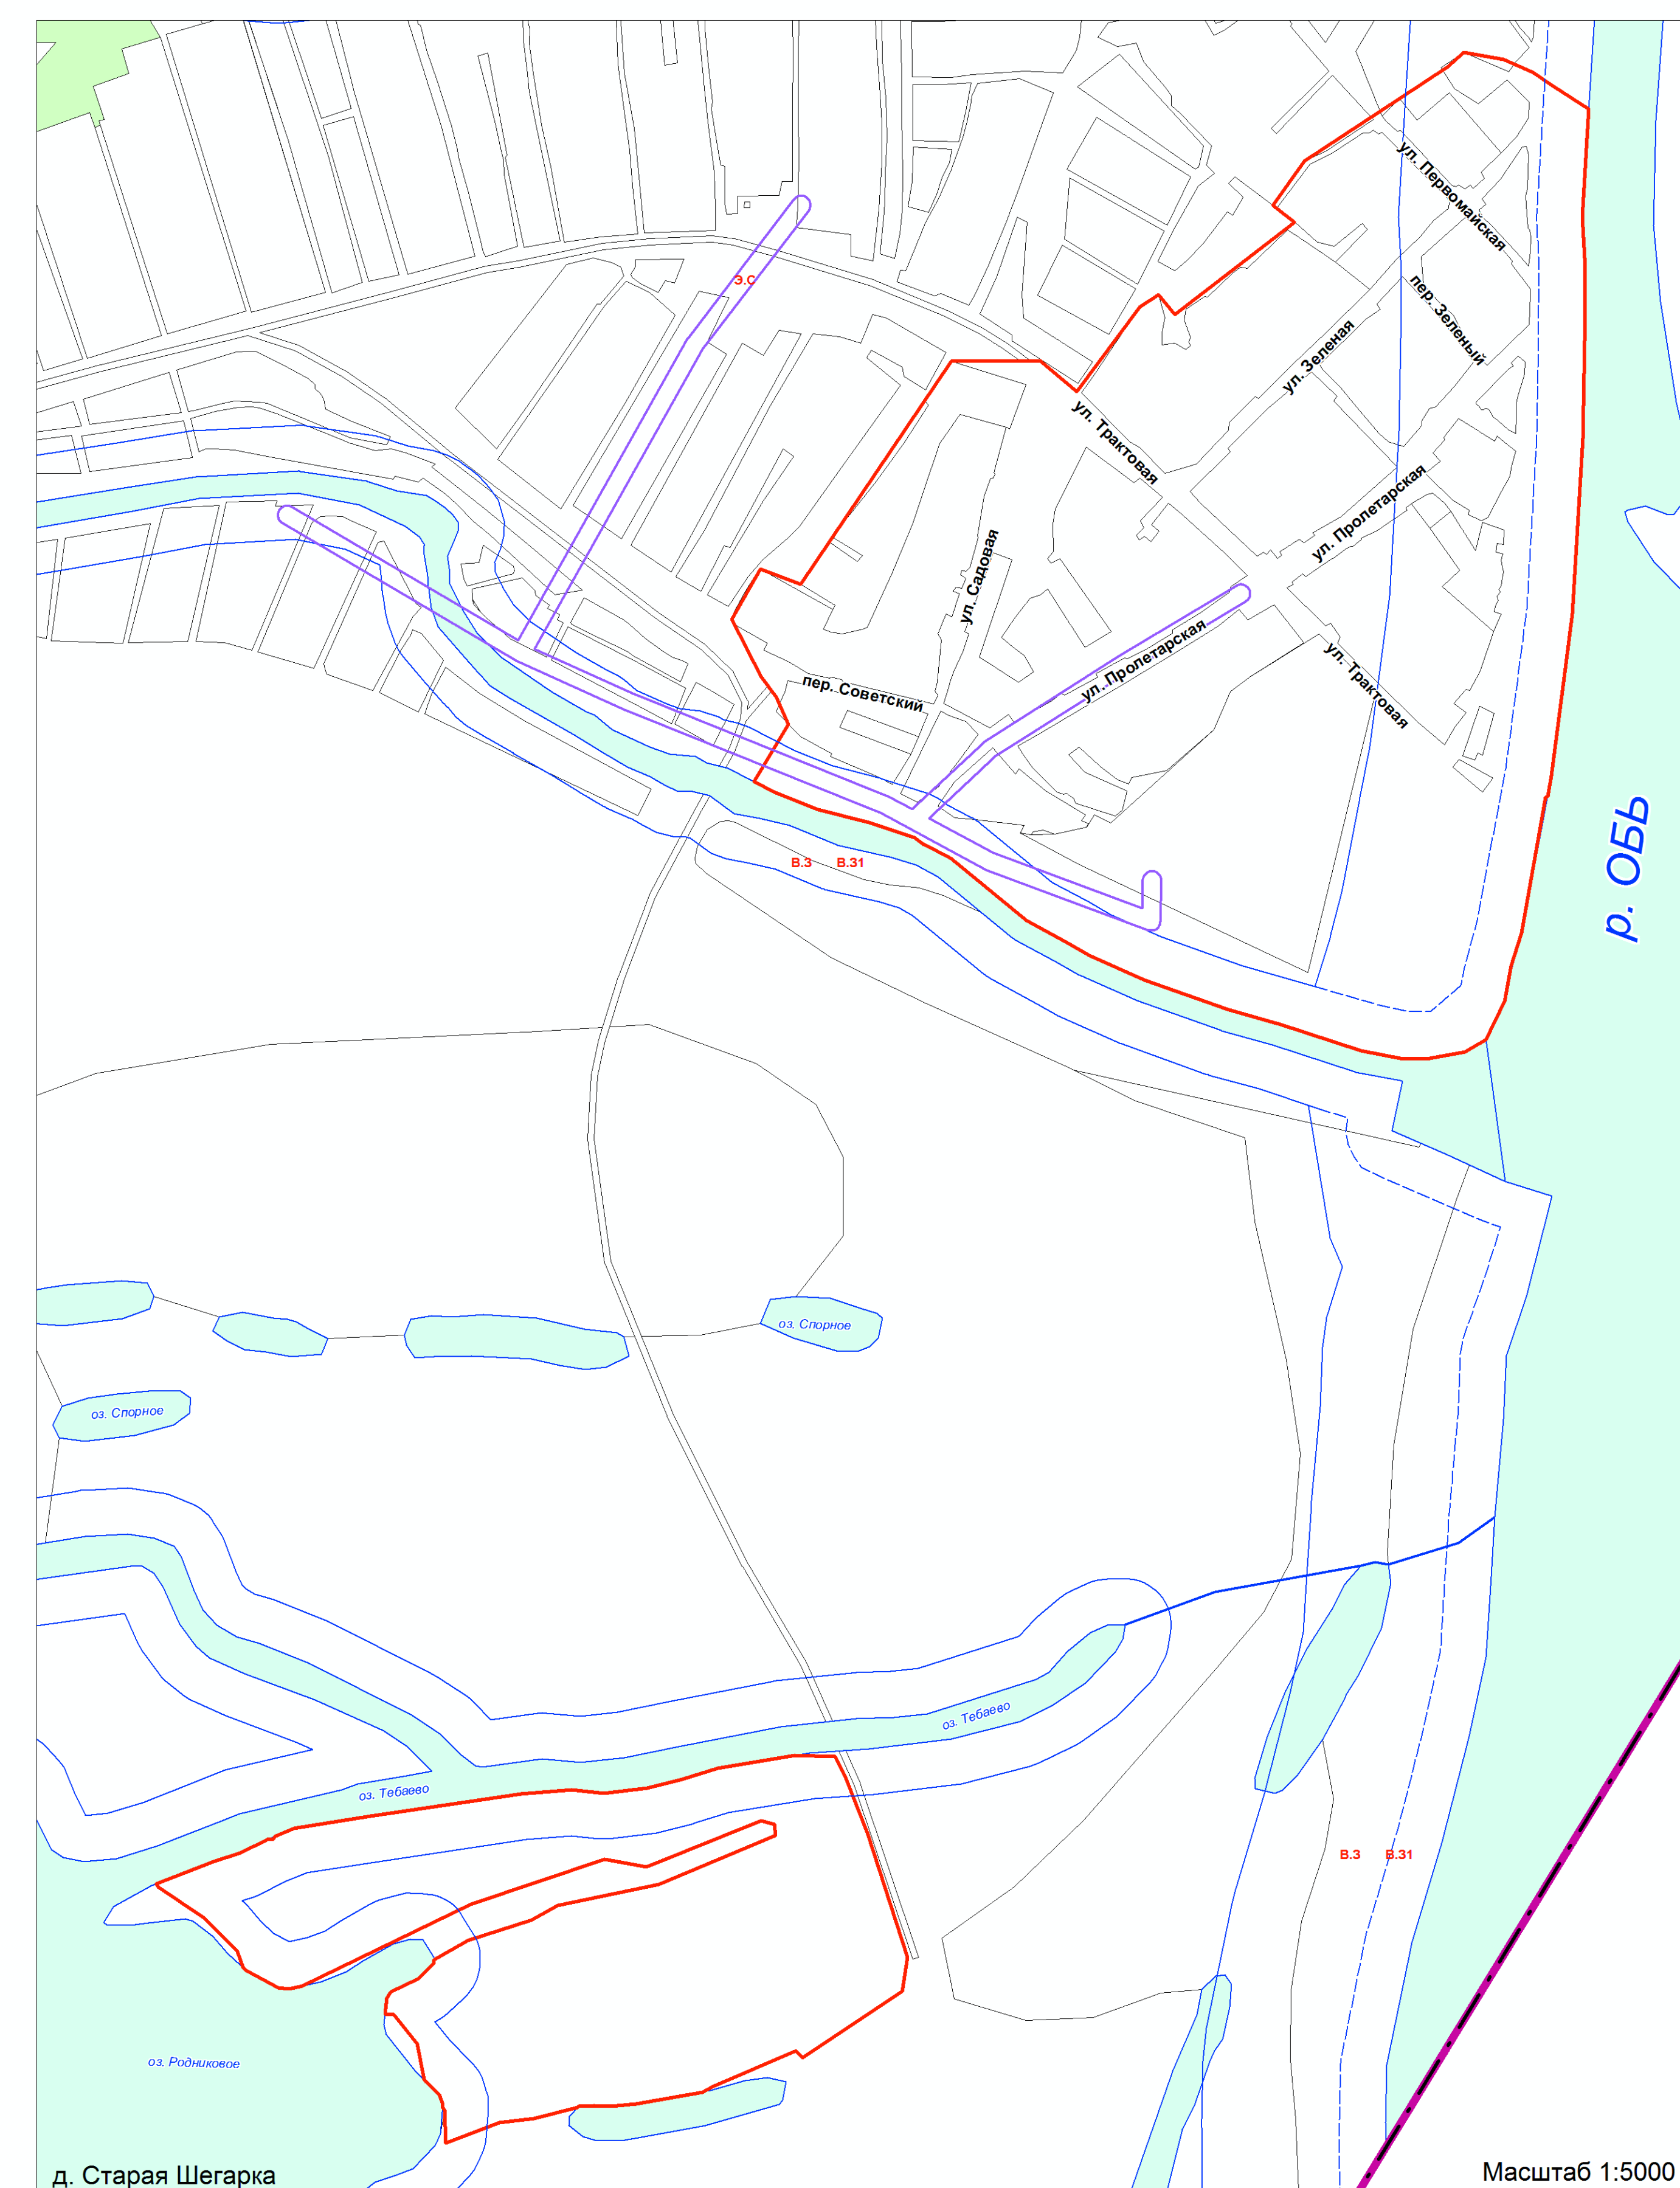 ул. Первомайская
Э.С
пер. Зеленый
ул. Зеленая
ул. Трактовая
ул. Пролетарская
ул. Садовая
ул. Пролетарская
ул. Трактовая
пер. Советский
р. ОБЬ
В.3 В.31
оз. Спорное
оз. Спорное
оз. Тебаево
оз. Тебаево
В.3 В.31
оз. Родниковое
д. Старая Шегарка
Масштаб 1:5000